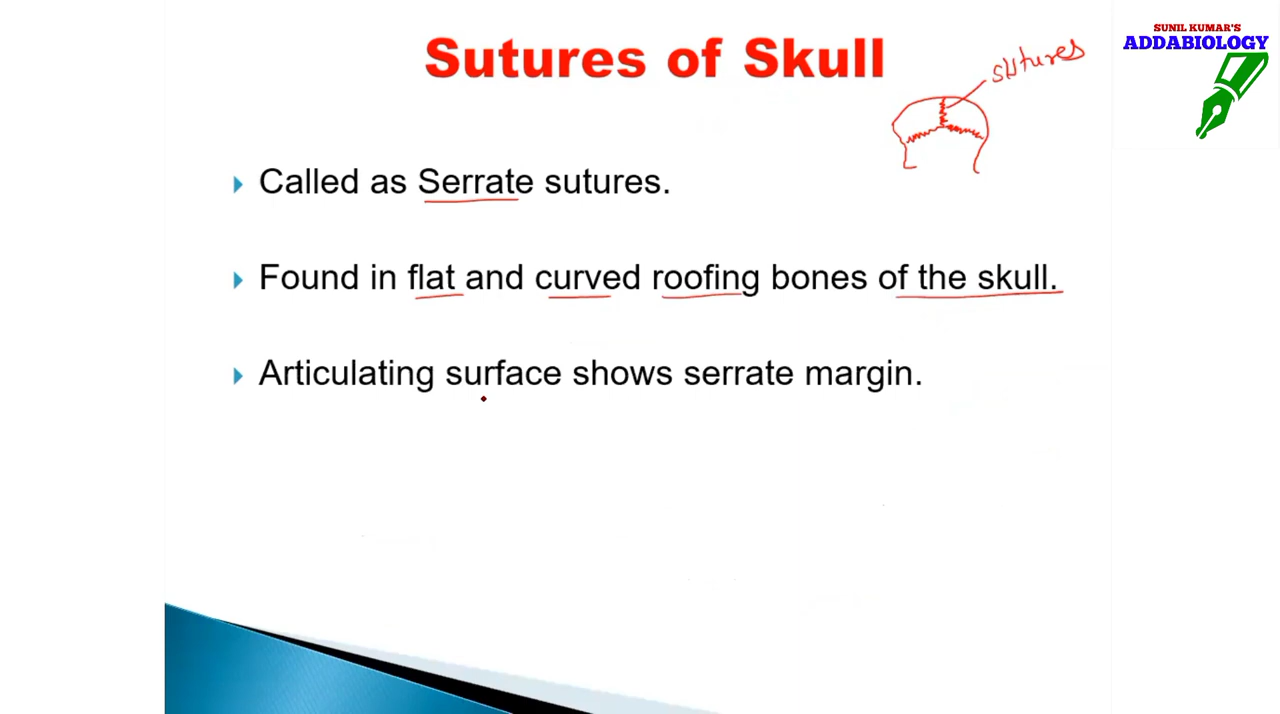 SUNIL KUMAR'S
ADDABIOLOGY
Sutures of Skull
sutures
Called as Serrate sutures.
Found in flat and curved roofing bones of the skull.
Articulating surface shows serrate margin.